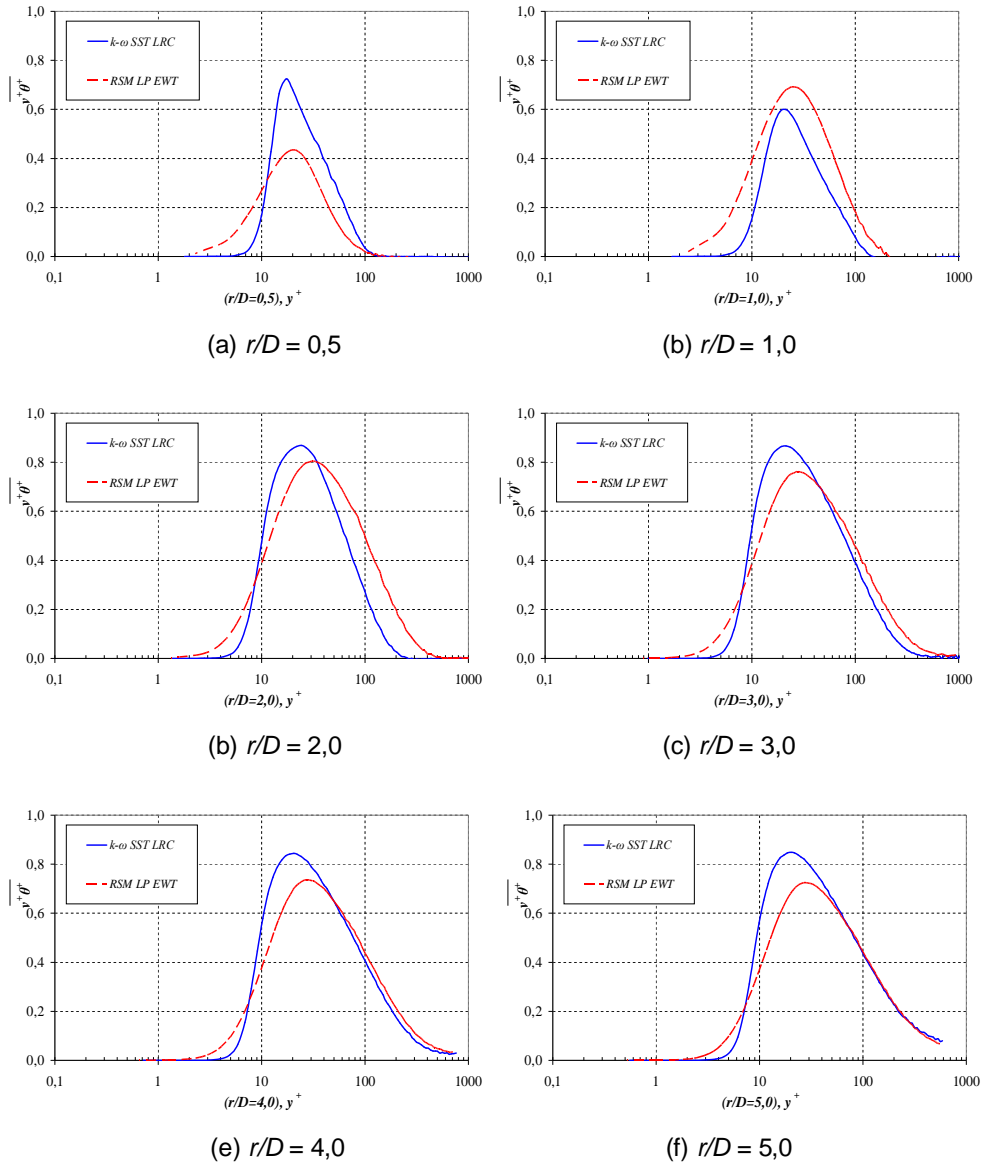 1,0
0,8
0,6
0,4
0,2
0,0
v⁺θ⁺
k-ω SST LRC
RSM LP EWT
0,1 1 10 100 1000
(r/D=0,5), y⁺
(a) r/D = 0,5
1,0
0,8
0,6
0,4
0,2
0,0
v⁺θ⁺
k-ω SST LRC
RSM LP EWT
0,1 1 10 100 1000
(r/D=1,0), y⁺
(b) r/D = 1,0
1,0
0,8
0,6
0,4
0,2
0,0
v⁺θ⁺
k-ω SST LRC
RSM LP EWT
0,1 1 10 100 1000
(r/D=2,0), y⁺
(b) r/D = 2,0
1,0
0,8
0,6
0,4
0,2
0,0
v⁺θ⁺
k-ω SST LRC
RSM LP EWT
0,1 1 10 100 1000
(r/D=3,0), y⁺
(c) r/D = 3,0
1,0
0,8
0,6
0,4
0,2
0,0
v⁺θ⁺
k-ω SST LRC
RSM LP EWT
0,1 1 10 100 1000
(r/D=4,0), y⁺
(e) r/D = 4,0
1,0
0,8
0,6
0,4
0,2
0,0
v⁺θ⁺
k-ω SST LRC
RSM LP EWT
0,1 1 10 100 1000
(r/D=5,0), y⁺
(f) r/D = 5,0